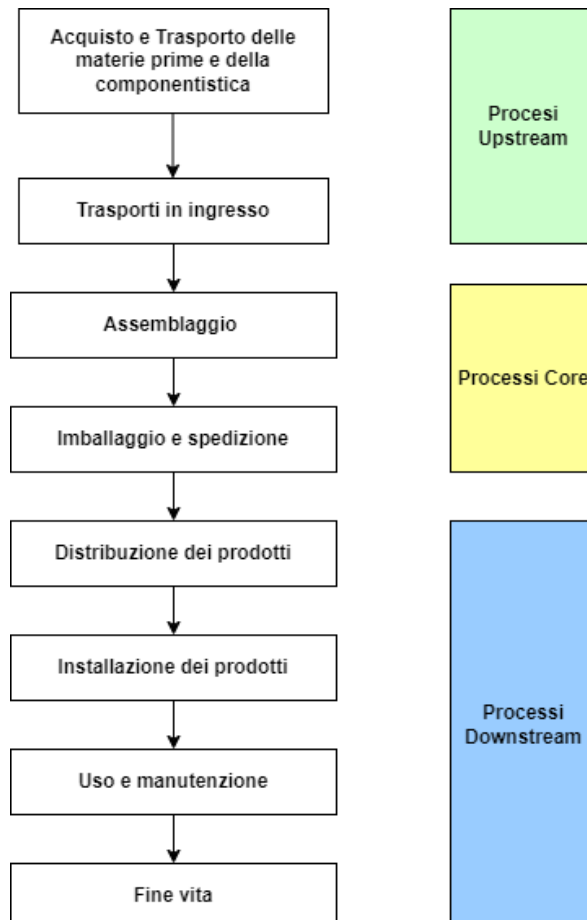 Acquisto e Trasporto delle
materie prime e della
componentistica
Procesi
Upstream
Trasporti in ingresso
Assemblaggio
Processi Core
Imballaggio e spedizione
Distribuzione dei prodotti
Installazione dei prodotti
Processi
Downstream
Uso e manutenzione
Fine vita